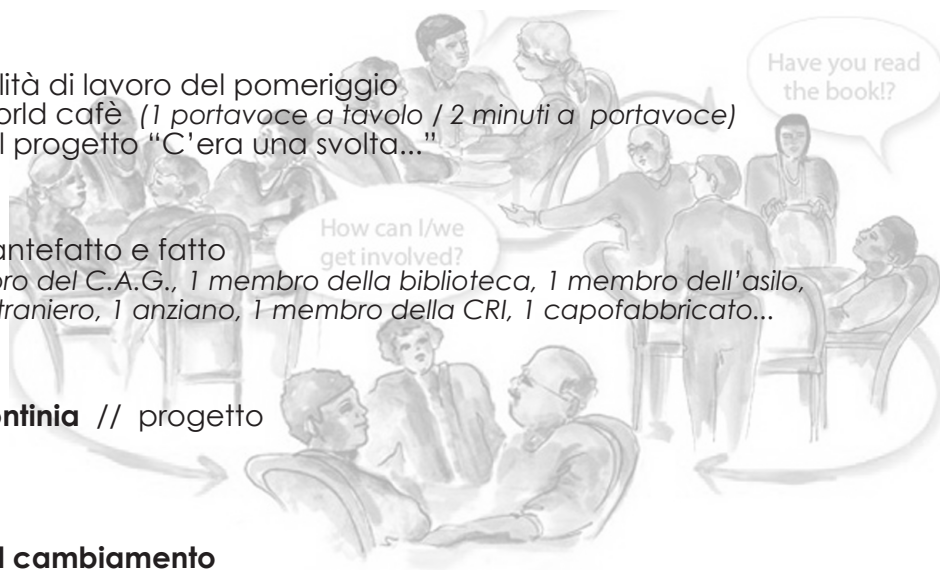 lità di lavoro del pomeriggio
orld cafè (1 portavoce a tavolo / 2 minuti a portavoce)
l progetto “C’era una svolta...”
Have you read
the book!?
How can I/we
get involved?
antefatto e fatto
oro del C.A.G., 1 membro della biblioteca, 1 membro dell’asilo,
traniero, 1 anziano, 1 membro della CRI, 1 capofabbricato...
ontinia // progetto
l cambiamento